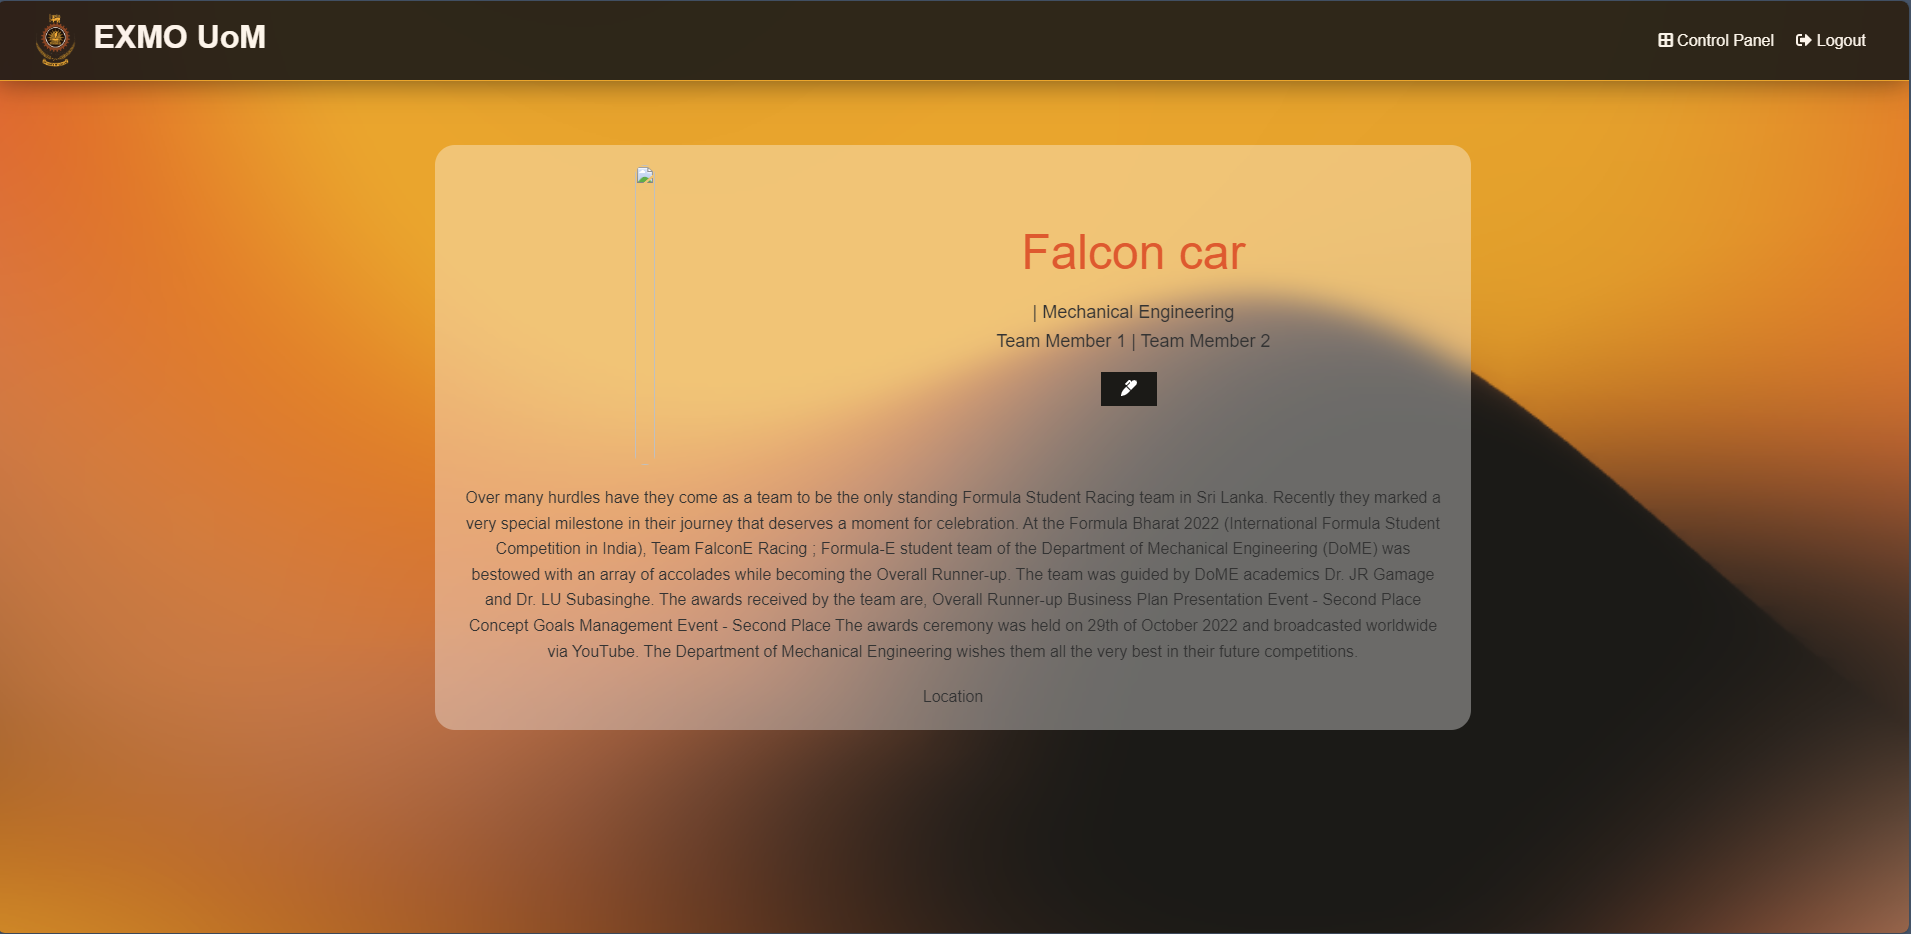 EXMO UoM
Control Panel
Logout
Falcon car
| Mechanical Engineering
Team Member 1 | Team Member 2
Over many hurdles have they come as a team to be the only standing Formula Student Racing team in Sri Lanka. Recently they marked a
very special milestone in their journey that deserves a moment for celebration. At the Formula Bharat 2022 (International Formula Student
Competition in India), Team FalconE Racing ; Formula-E student team of the Department of Mechanical Engineering (DoME) was
bestowed with an array of accolades while becoming the Overall Runner-up. The team was guided by DoME academics Dr. JR Gamage
and Dr. LU Subasinghe. The awards received by the team are, Overall Runner-up Business Plan Presentation Event - Second Place
Concept Goals Management Event - Second Place The awards ceremony was held on 29th of October 2022 and broadcasted worldwide
via YouTube. The Department of Mechanical Engineering wishes them all the very best in their future competitions.
Location